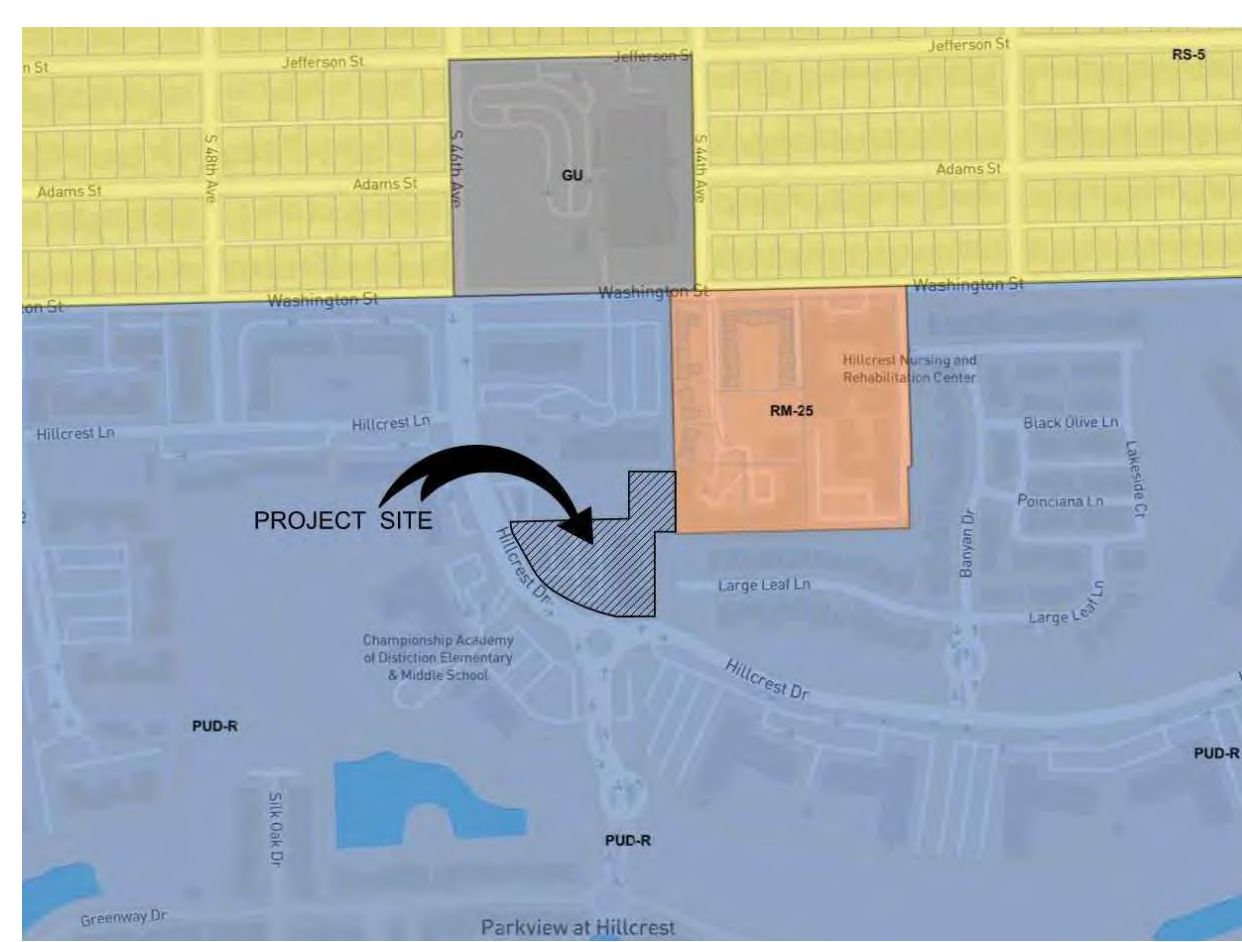 n St
Jefferson St
Jefferson St
Jefferson St
RS-5
S 48th Ave
S 46th Ave
S 44th Ave
GU
Adams St
Adams St
Adams St
ton St
Washington St
Washington St
Washington St
Hillcrest Nursing and
Rehabilitation Center
RM-25
Hillcrest Ln
Hillcrest Ln
Black Olive Ln
Lakeside Ct
Poinciana Ln
PROJECT SITE
Hillcrest Dr
Banyan Dr
Large Leaf Ln
Large Leaf Ln
Championship Academy
of Distiction Elementary
& Middle School
Hillcrest Dr
PUD-R
PUD-R
Silk Oak Dr
PUD-R
Greenway Dr
Parkview at Hillcrest